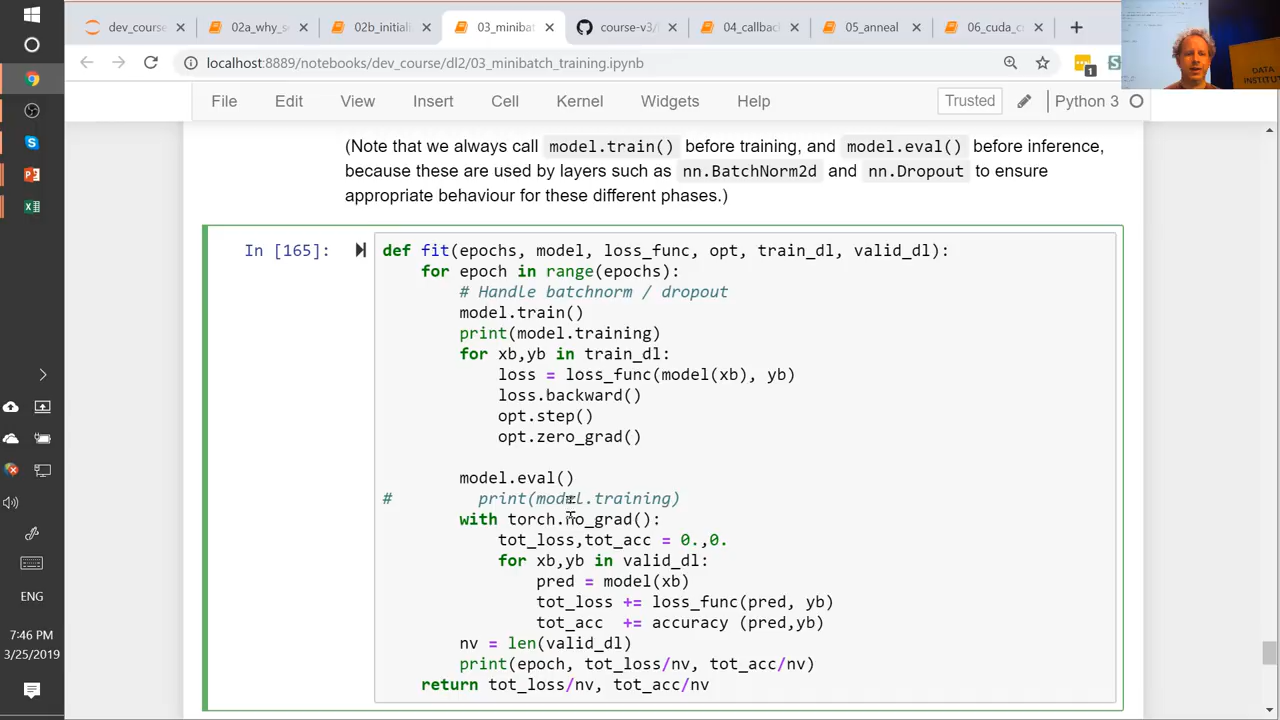 dev_course
02_why_
_initiali
03_minibat
course-v3/
04_callbac
05_anneal
06_cuda_c
localhost:8889/notebooks/dev_course/dl2/03_minibatch_training.ipynb
1
DATA
INSTITUT
File Edit View Insert Cell Kernel Widgets Help
Trusted
Python 3
(Note that we always call model.train() before training, and model.eval() before inference,
because these are used by layers such as nn.BatchNorm2d and nn.Dropout to ensure
appropriate behaviour for these different phases.)
In [165]:
def fit(epochs, model, loss_func, opt, train_dl, valid_dl):
for epoch in range(epochs):
# Handle batchnorm / dropout
model.train()
print(model.training)
for xb,yb in train_dl:
loss = loss_func(model(xb), yb)
loss.backward()
opt.step()
opt.zero_grad()
model.eval()
# print(model.training)
with torch.no_grad():
tot_loss,tot_acc = 0.,0.
for xb,yb in valid_dl:
pred = model(xb)
tot_loss += loss_func(pred, yb)
tot_acc += accuracy (pred,yb)
nv = len(valid_dl)
print(epoch, tot_loss/nv, tot_acc/nv)
return tot_loss/nv, tot_acc/nv
ENG
7:46 PM
3/25/2019